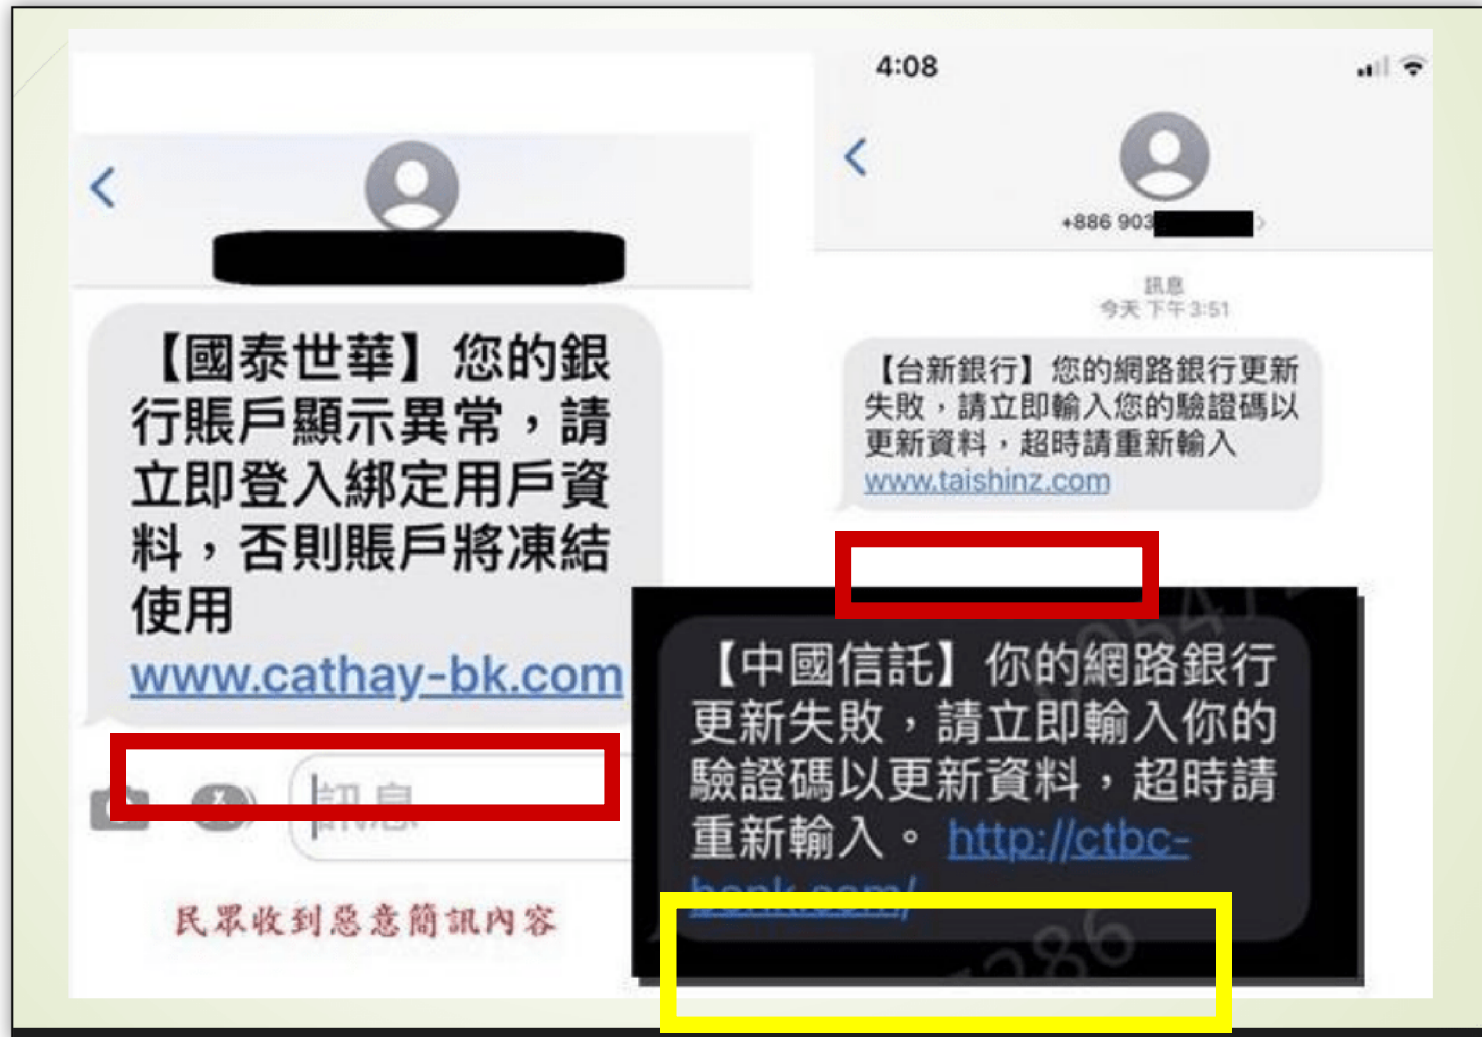 【國泰世華】您的銀
行賬戶顯示異常，請
立即登入綁定用戶資
料，否則賬戶將凍結
使用
www.cathay-bk.com
訊息
民眾收到惡意簡訊內容
4:08
+886 903
訊息
今天 下午 3:51
【台新銀行】您的網路銀行更新
失敗，請立即輸入您的驗證碼以
更新資料，超時請重新輸入
www.taishinz.com
【中國信託】你的網路銀行
更新失敗，請立即輸入你的
驗證碼以更新資料，超時請
重新輸入。http://ctbc-
bonk.com/